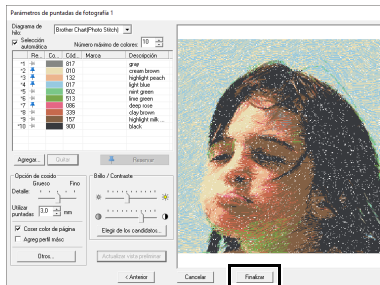 Parámetros de puntadas de fotografía 1
Diagrama de hilo:
Brother Chart(Photo Stitch)
Selección automática
Número máximo de colores: 10
Re... Co... Cód... Marca Descripción
*1 817 gray
*2 010 cream brown
*3 132 highlight peach
*4 017 light blue
*5 502 mint green
*6 513 lime green
*7 086 deep rose
*8 339 clay brown
*9 157 highlight milk ...
*10 900 black
Agregar... Quitar Reservar
Opción de cosido
Grueso Fino
Detalle:
Utilizar puntadas 3,0 mm
Coser color de página
Agreg perfil másc
Otros...
Brillo / Contraste
Elegir de los candidatos...
Actualizar vista preliminar
< Anterior Cancelar Finalizar